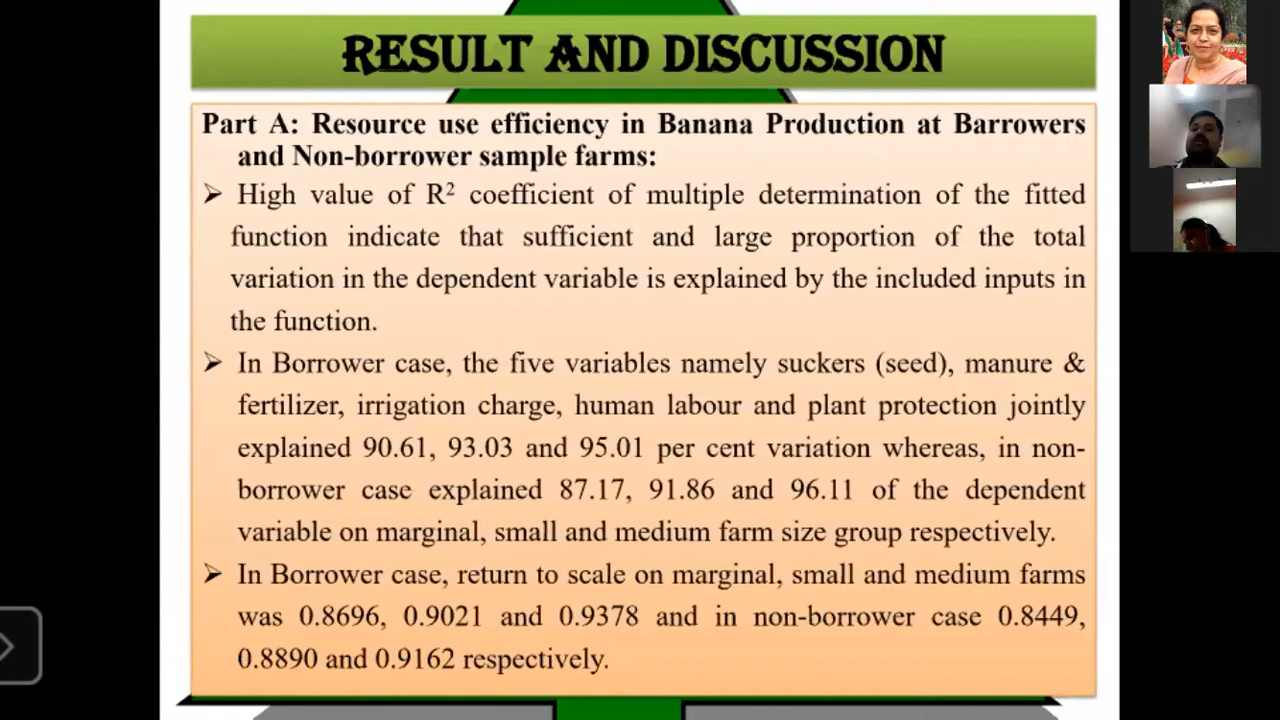 RESULT AND DISCUSSION
Part A: Resource use efficiency in Banana Production at Barrowers
and Non-borrower sample farms:
➢ High value of R² coefficient of multiple determination of the fitted
function indicate that sufficient and large proportion of the total
variation in the dependent variable is explained by the included inputs in
the function.
➢ In Borrower case, the five variables namely suckers (seed), manure &
fertilizer, irrigation charge, human labour and plant protection jointly
explained 90.61, 93.03 and 95.01 per cent variation whereas, in non-
borrower case explained 87.17, 91.86 and 96.11 of the dependent
variable on marginal, small and medium farm size group respectively.
➢ In Borrower case, return to scale on marginal, small and medium farms
was 0.8696, 0.9021 and 0.9378 and in non-borrower case 0.8449,
0.8890 and 0.9162 respectively.